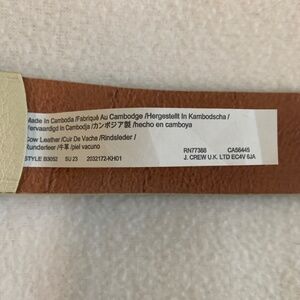 Made In Cambodia /Fabriqué Au Cambodge /Hergestellt In Kambodscha /
Vervaardigd In Cambodja /カンボジア製 /hecho en camboya
Cow Leather /Cuir De Vache /Rindsleder /
Runderleer /牛革 /piel vacuno
STYLE B3052 SU 23 2032172-KH01 RN77388 CA56445
J. CREW U.K. LTD EC4V 6JA